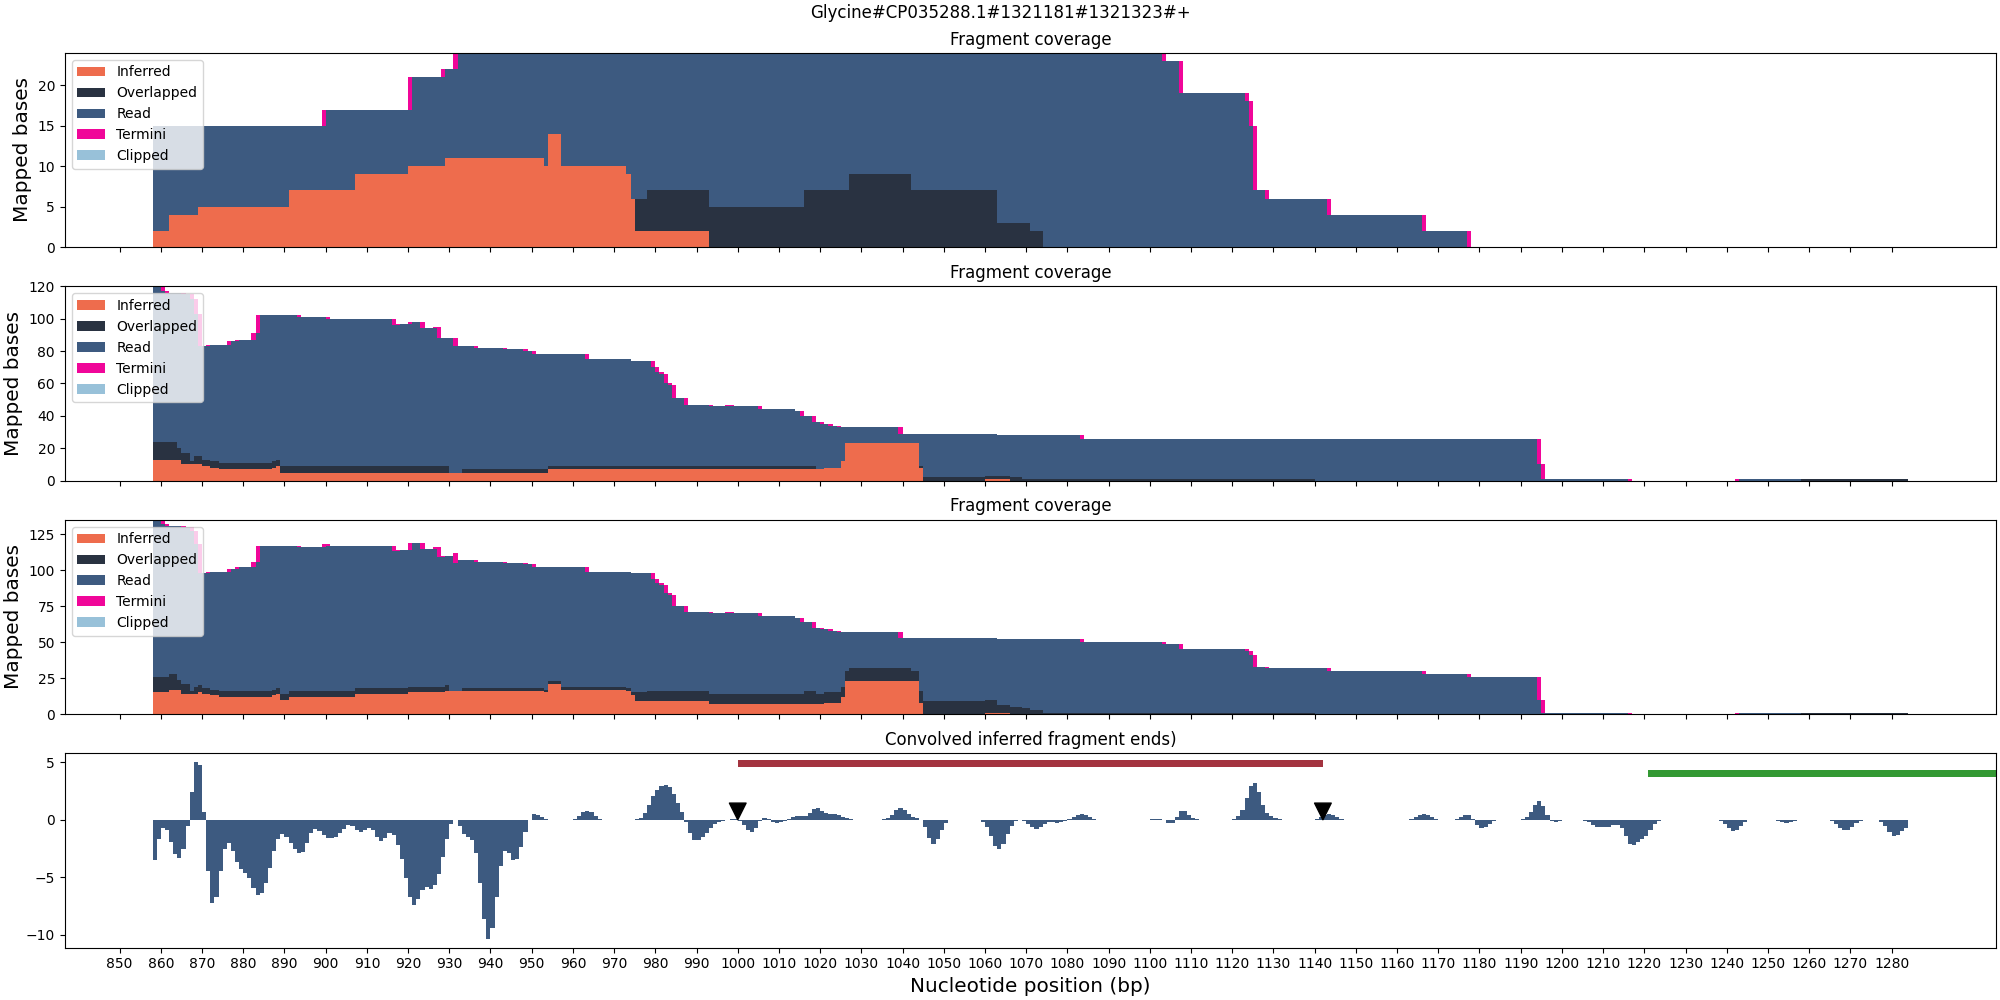 Glycine#CP035288.1#1321181#1321323#+
Fragment coverage
Mapped bases
20
15
10
5
0
Inferred
Overlapped
Read
Termini
Clipped
Fragment coverage
Mapped bases
120
100
80
60
40
20
0
Inferred
Overlapped
Read
Termini
Clipped
Fragment coverage
Mapped bases
125
100
75
50
25
0
Inferred
Overlapped
Read
Termini
Clipped
Convolved inferred fragment ends)
5
0
−5
−10
850 860 870 880 890 900 910 920 930 940 950 960 970 980 990 1000 1010 1020 1030 1040 1050 1060 1070 1080 1090 1100 1110 1120 1130 1140 1150 1160 1170 1180 1190 1200 1210 1220 1230 1240 1250 1260 1270 1280
Nucleotide position (bp)